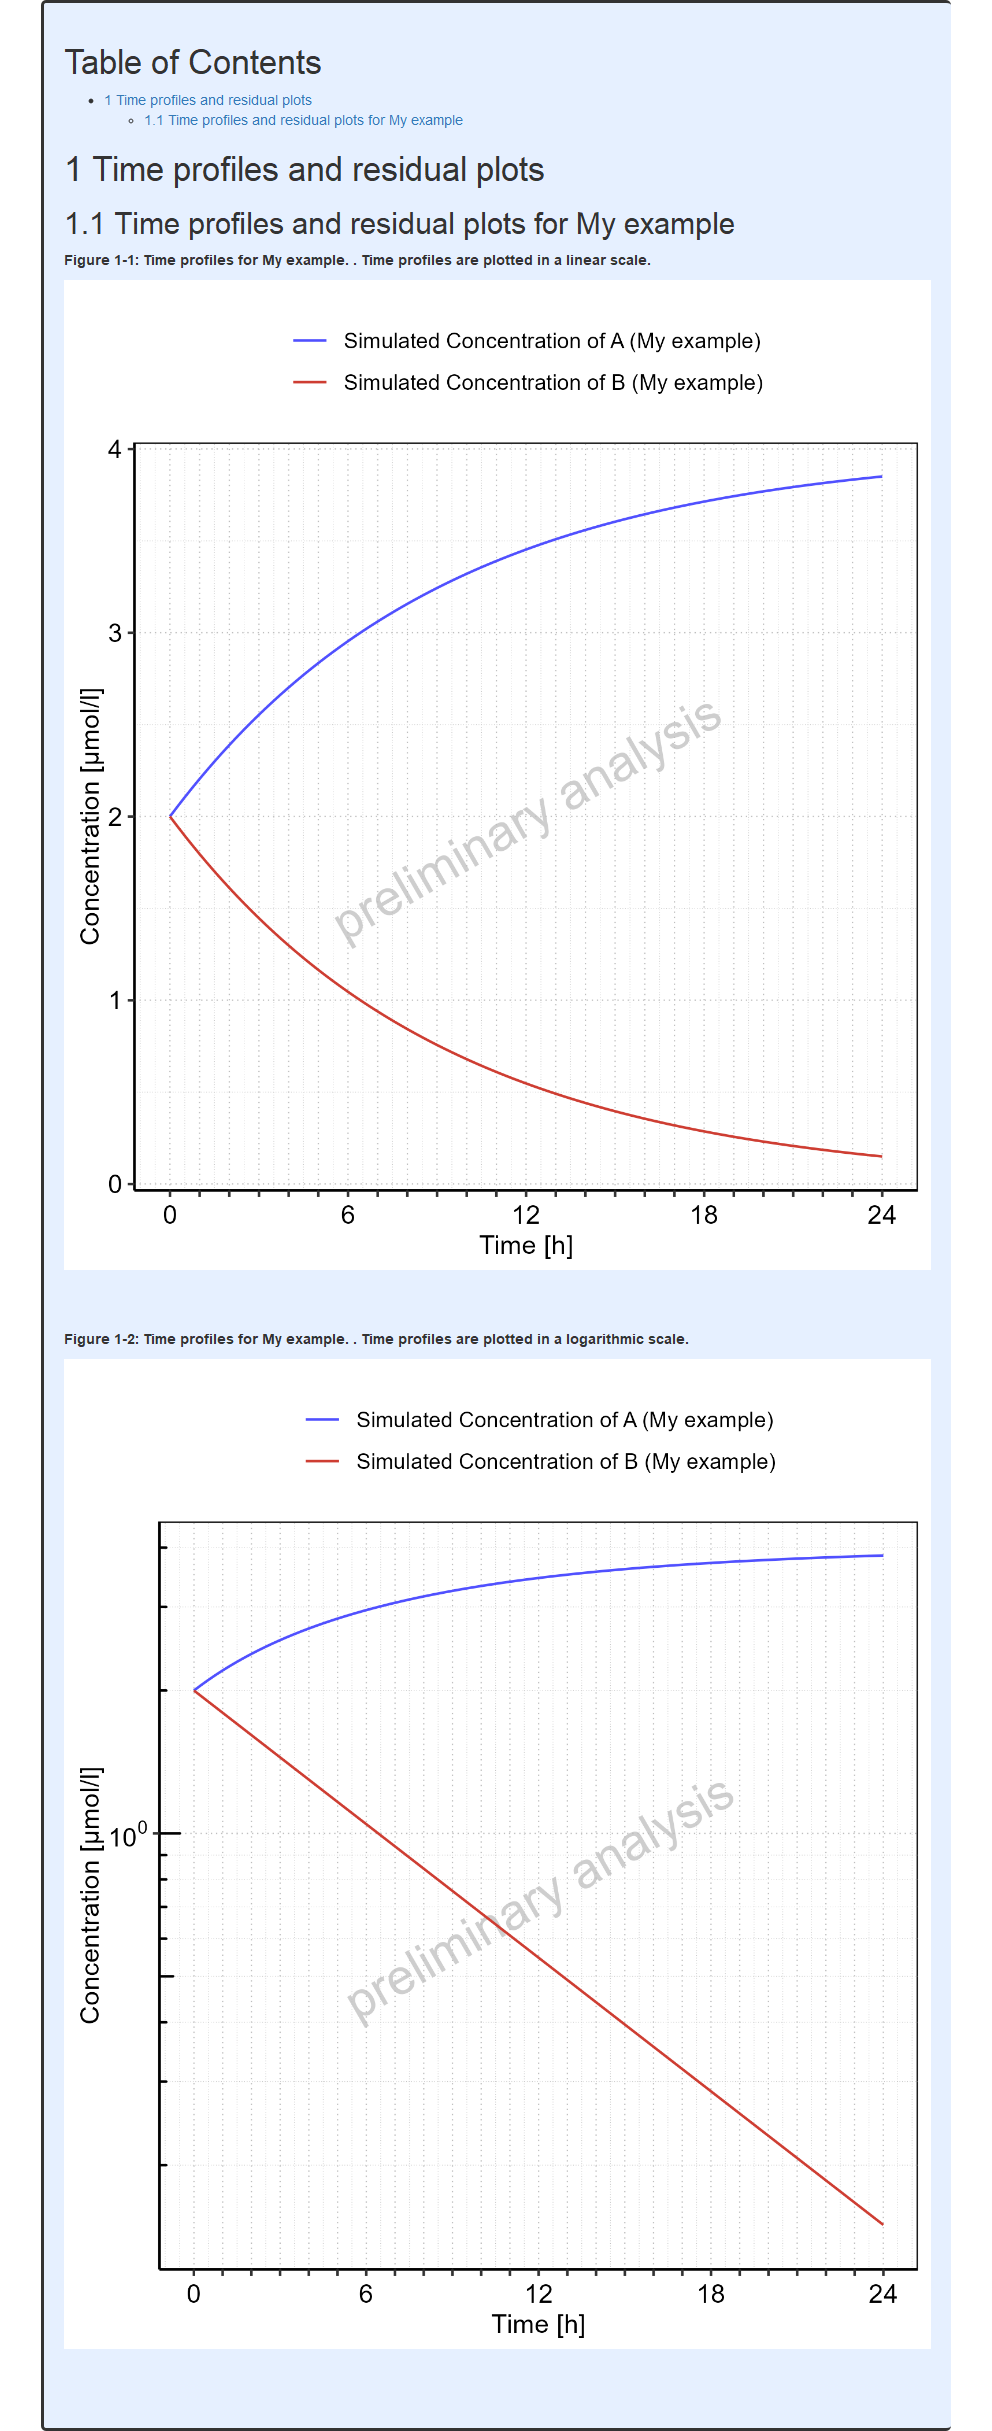 Table of Contents
1 Time profiles and residual plots
1.1 Time profiles and residual plots for My example
1 Time profiles and residual plots
1.1 Time profiles and residual plots for My example
Figure 1-1: Time profiles for My example. . Time profiles are plotted in a linear scale.
Simulated Concentration of A (My example)
Simulated Concentration of B (My example)
4
3
2
1
0
Concentration [µmol/l]
preliminary analysis
0 6 12 18 24
Time [h]
Figure 1-2: Time profiles for My example. . Time profiles are plotted in a logarithmic scale.
Simulated Concentration of A (My example)
Simulated Concentration of B (My example)
10⁰
Concentration [µmol/l]
preliminary analysis
0 6 12 18 24
Time [h]